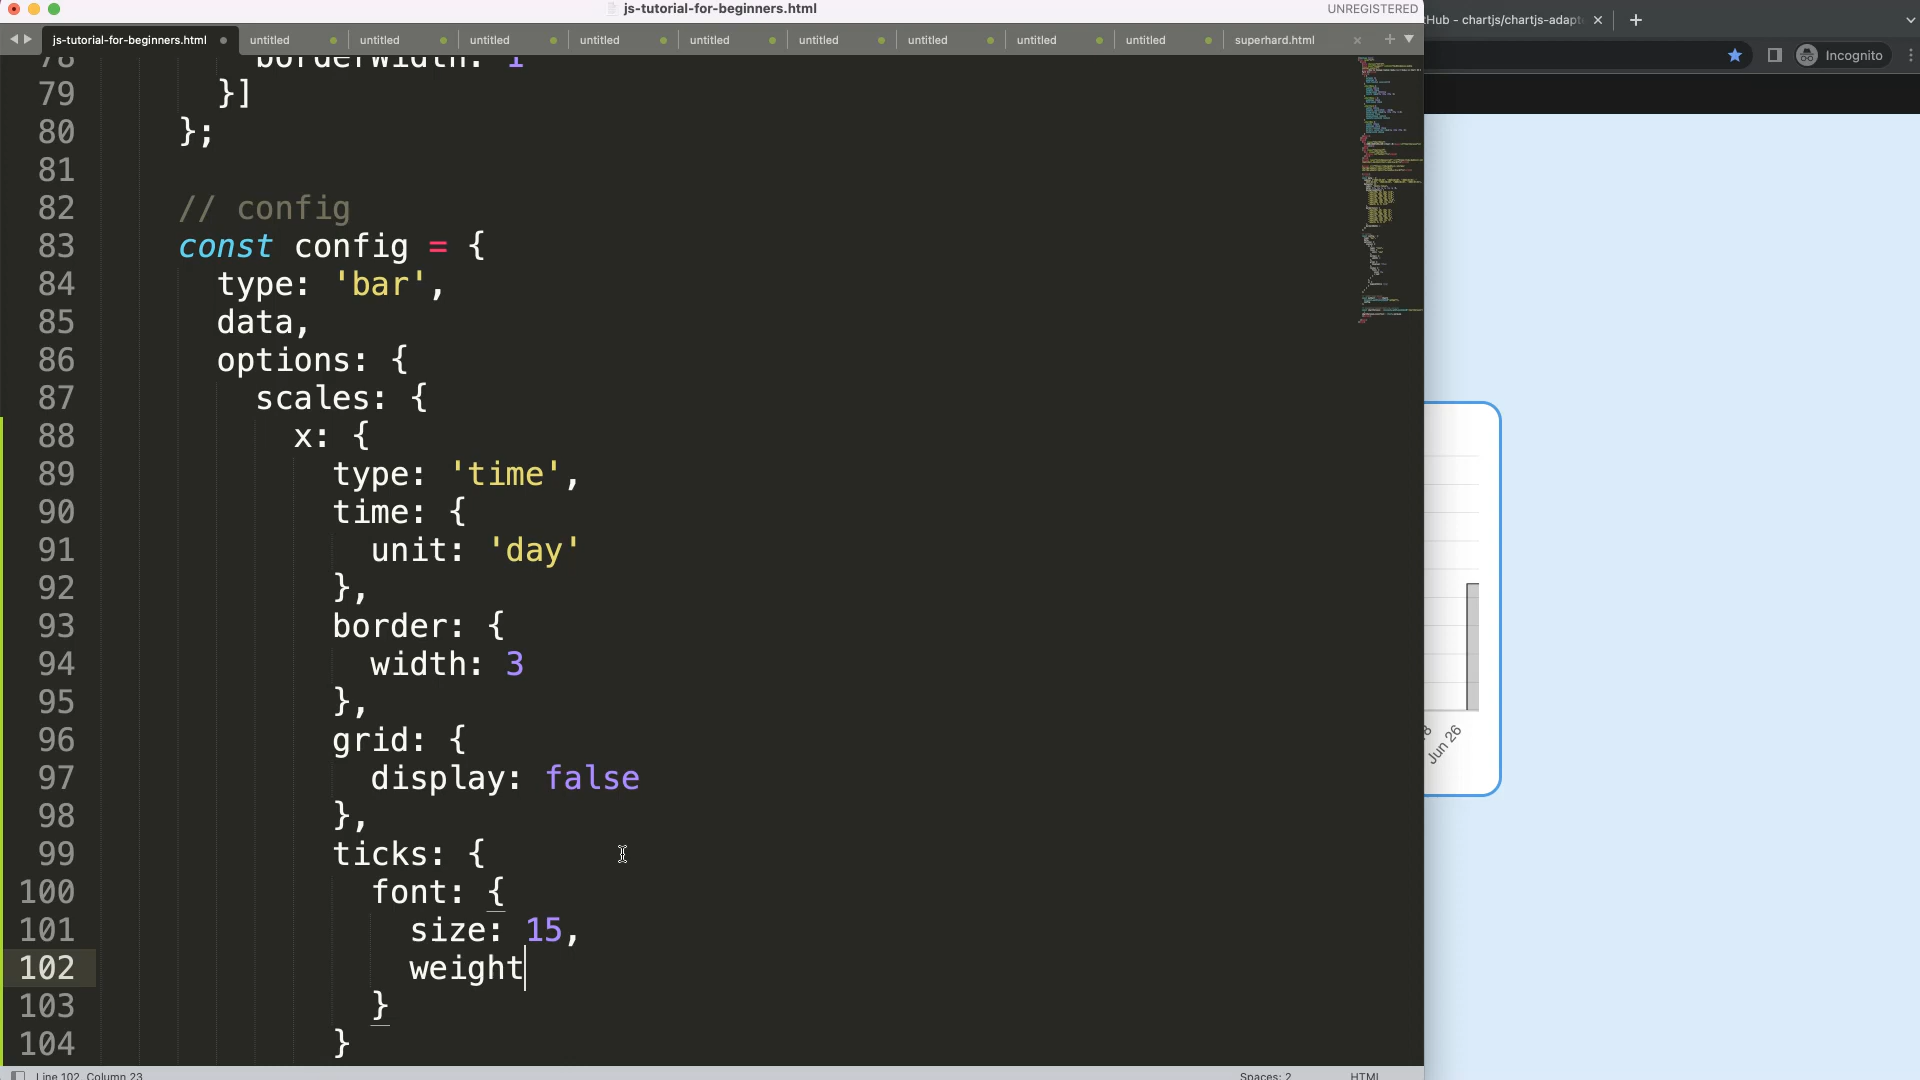 js-tutorial-for-beginners.html
UNREGISTERED
js-tutorial-for-beginners.html untitled untitled untitled untitled untitled untitled untitled untitled untitled superhard.html
Hub - chartjs/chartjs-adapt
Incognito
78 borderWidth: 1
79 }]
80 };
81
82 // config
83 const config = {
84 type: 'bar',
85 data,
86 options: {
87 scales: {
88 x: {
89 type: 'time',
90 time: {
91 unit: 'day'
92 },
93 border: {
94 width: 3
95 },
96 grid: {
97 display: false
98 },
99 ticks: {
100 font: {
101 size: 15,
102 weight
103 }
104 }
Jun 26
Line 102, Column 23
Spaces: 2
HTML